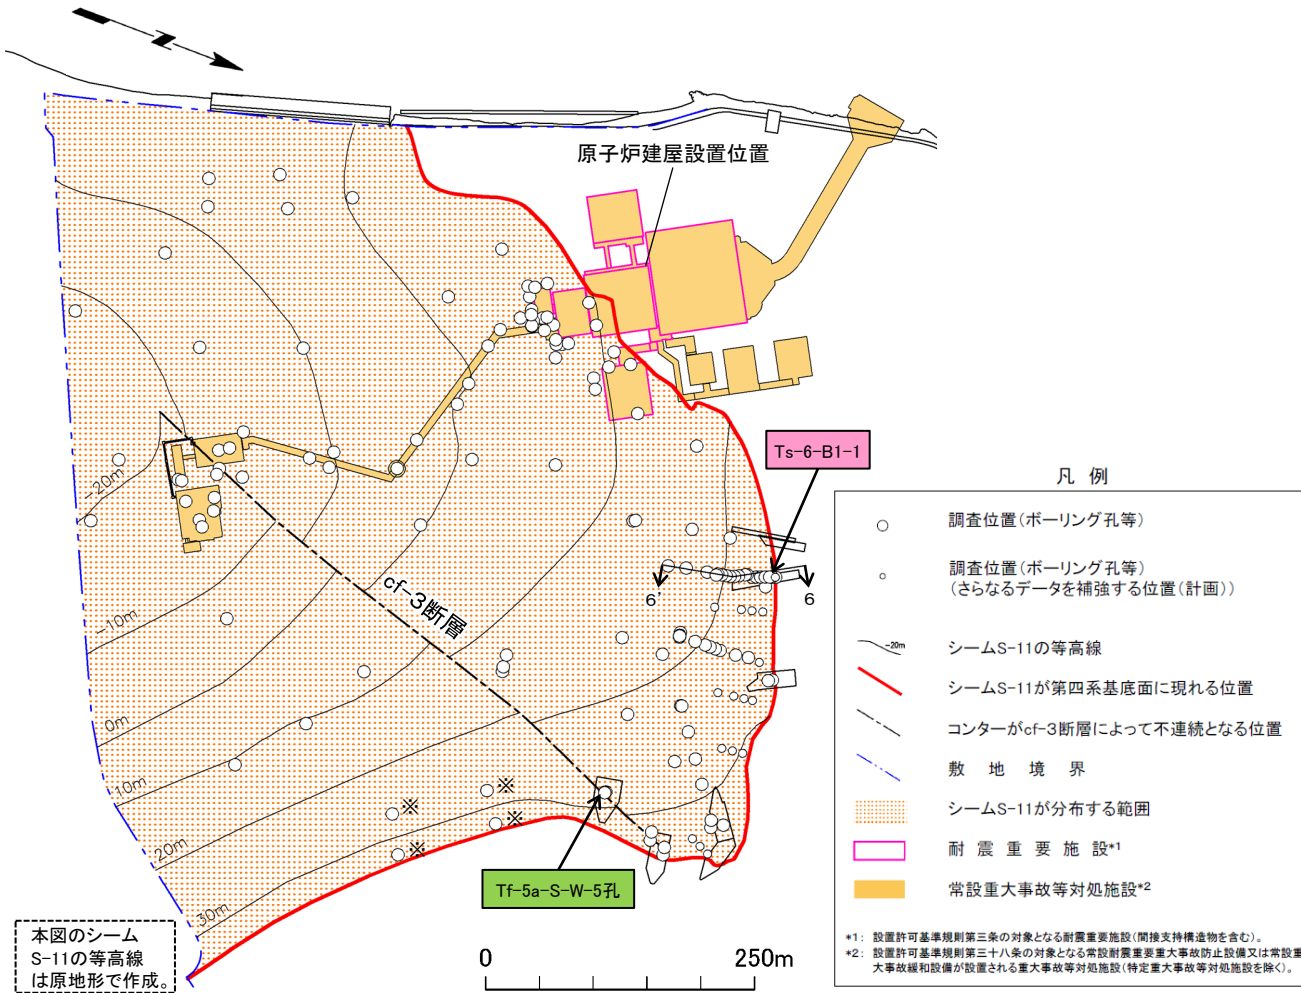 原子炉建屋設置位置
Ts-6-B1-1
6'
6
cf-3断層
-20m
-10m
0m
10m
20m
30m
※
※
※
※
Tf-5a-S-W-5孔
本図のシーム
S-11の等高線
は原地形で作成。
0 250m
凡 例
調査位置(ボーリング孔等)
調査位置(ボーリング孔等)
(さらなるデータを補強する位置(計画))
-20m シームS-11の等高線
シームS-11が第四系基底面に現れる位置
コンターがcf-3断層によって不連続となる位置
敷 地 境 界
シームS-11が分布する範囲
耐 震 重 要 施 設*1
常設重大事故等対処施設*2
*1: 設置許可基準規則第三条の対象となる耐震重要施設(間接支持構造物を含む)。
*2: 設置許可基準規則第三十八条の対象となる常設耐震重要重大事故防止設備又は常設重
大事故緩和設備が設置される重大事故等対処施設(特定重大事故等対処施設を除く)。